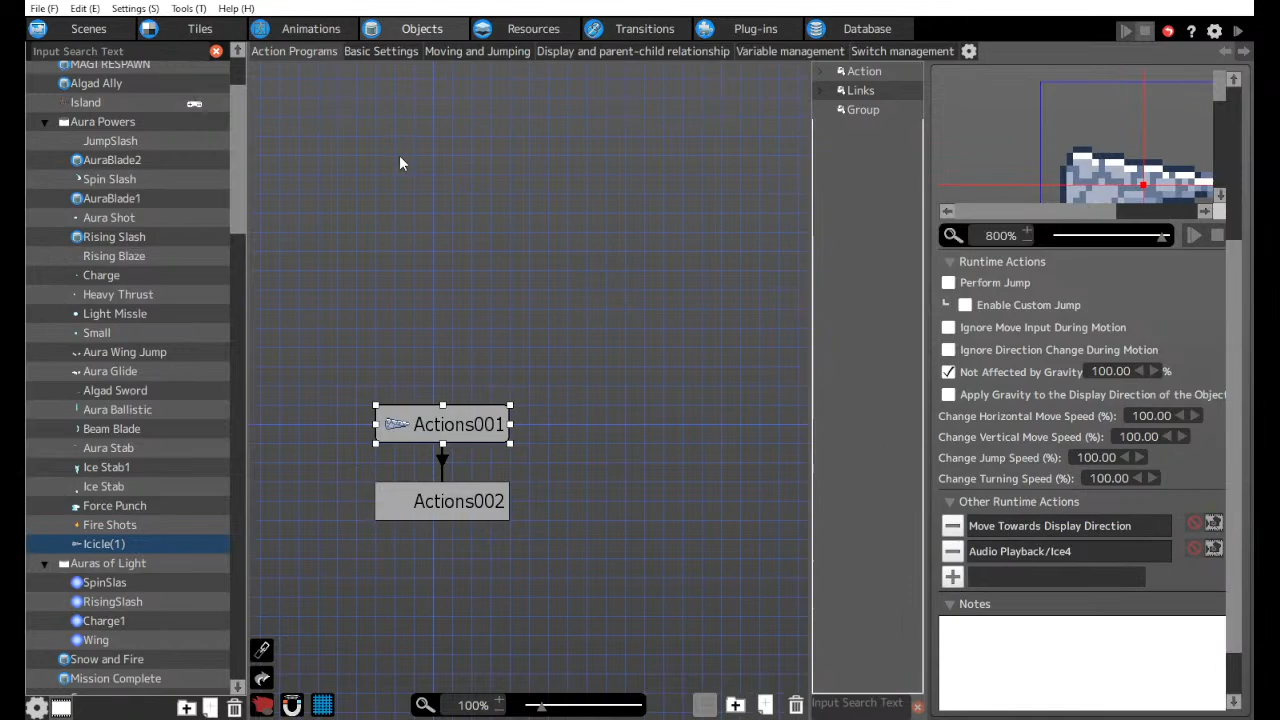 File (F) Edit (E) Settings (S) Tools (T) Help (H)
Scenes Tiles Animations Objects Resources Transitions Plug-ins Database
Input Search Text
Action Programs Basic Settings Moving and Jumping Display and parent-child relationship Variable management Switch management
MAGI RESPAWN
Algad Ally
Island
Aura Powers
JumpSlash
AuraBlade2
Spin Slash
AuraBlade1
Aura Shot
Rising Slash
Rising Blaze
Charge
Heavy Thrust
Light Missle
Small
Aura Wing Jump
Aura Glide
Algad Sword
Aura Ballistic
Beam Blade
Aura Stab
Ice Stab1
Ice Stab
Force Punch
Fire Shots
Icicle(1)
Auras of Light
SpinSlas
RisingSlash
Charge1
Wing
Snow and Fire
Mission Complete
Actions001
Actions002
100%
Action
Links
Group
Input Search Text
800%
Runtime Actions
Perform Jump
Enable Custom Jump
Ignore Move Input During Motion
Ignore Direction Change During Motion
Not Affected by Gravity 100.00 %
Apply Gravity to the Display Direction of the Objec
Change Horizontal Move Speed (%): 100.00
Change Vertical Move Speed (%): 100.00
Change Jump Speed (%): 100.00
Change Turning Speed (%): 100.00
Other Runtime Actions
Move Towards Display Direction
Audio Playback/Ice4
Notes